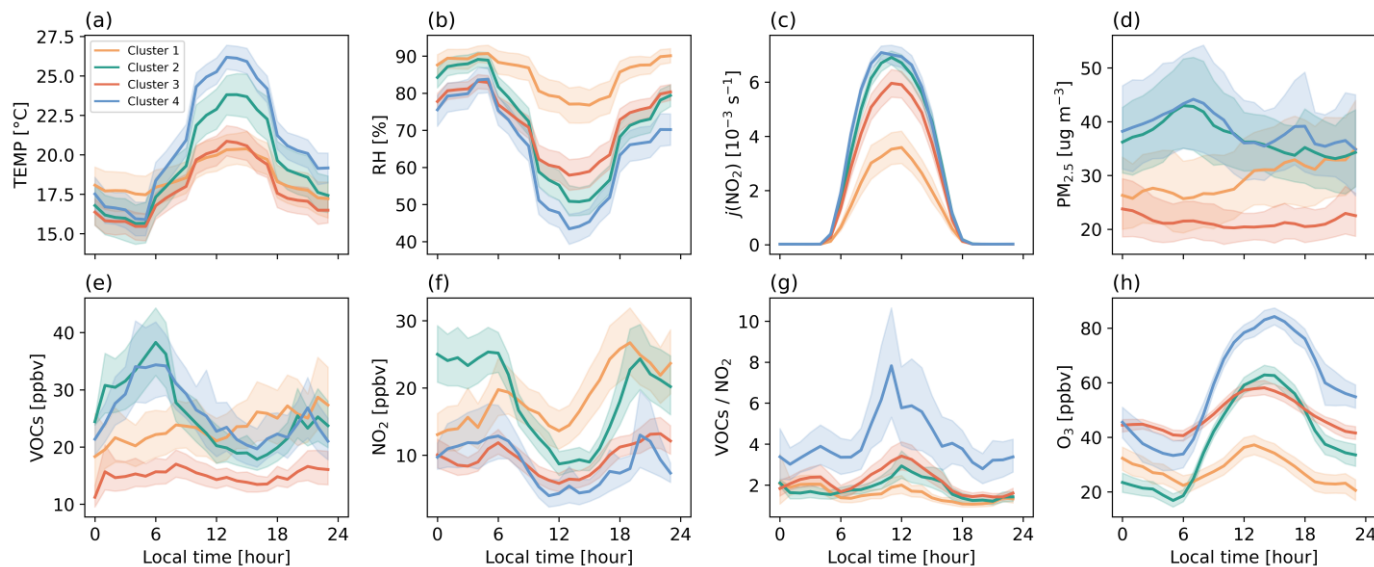 (a)
(b)
(c)
(d)
TEMP [°C]
27.5
25.0
22.5
20.0
17.5
15.0
Cluster 1
Cluster 2
Cluster 3
Cluster 4
RH [%]
90
80
70
60
50
40
j(NO₂) [10⁻³ s⁻¹]
6
4
2
0
PM₂.₅ [ug m⁻³]
50
40
30
20
(e)
(f)
(g)
(h)
VOCs [ppbv]
40
30
20
10
0 6 12 18 24
Local time [hour]
NO₂ [ppbv]
30
20
10
0 6 12 18 24
Local time [hour]
VOCs / NO₂
10
8
6
4
2
0 6 12 18 24
Local time [hour]
O₃ [ppbv]
80
60
40
20
0 6 12 18 24
Local time [hour]